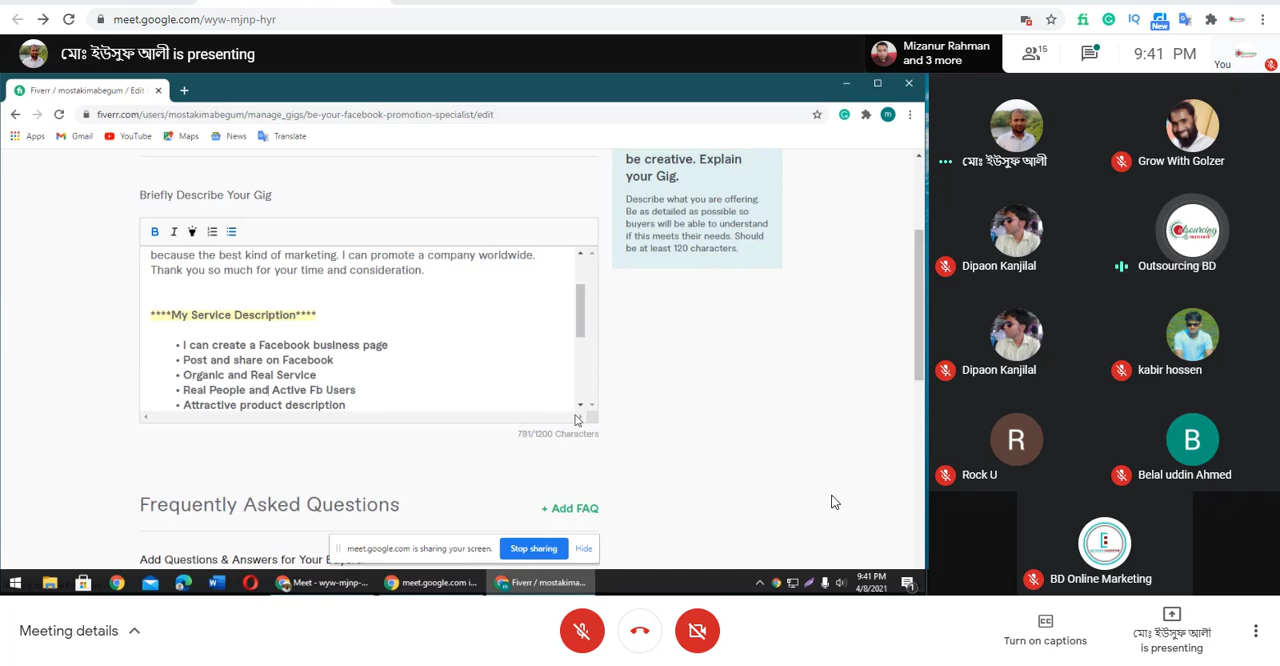 meet.google.com/wyw-mjnp-hyr
New
মোঃ ইউসুফ আলী is presenting
Mizanur Rahman
and 3 more
15
9:41 PM
You
Fiverr / mostakimabegum / Edit
fiverr.com/users/mostakimabegum/manage_gigs/be-your-facebook-promotion-specialist/edit
m
Apps
Gmail
YouTube
Maps
News
Translate
be creative. Explain
your Gig.
Describe what you are offering.
Be as detailed as possible so
buyers will be able to understand
if this meets their needs. Should
be at least 120 characters.
Briefly Describe Your Gig
B I
because the best kind of marketing. I can promote a company worldwide.
Thank you so much for your time and consideration.
****My Service Description****
• I can create a Facebook business page
• Post and share on Facebook
• Organic and Real Service
• Real People and Active Fb Users
• Attractive product description
781/1200 Characters
Frequently Asked Questions
+ Add FAQ
Add Questions & Answers for Your
meet.google.com is sharing your screen.
Stop sharing
Hide
Meet - wyw-mjnp-...
meet.google.com i...
Fiverr / mostakima...
9:41 PM
4/8/2021
1
মোঃ ইউসুফ আলী
Grow With Golzer
Dipaon Kanjilal
Outsourcing BD
Dipaon Kanjilal
kabir hossen
R
Rock U
B
Belal uddin Ahmed
BD Online Marketing
Meeting details
Turn on captions
মোঃ ইউসুফ আলী
is presenting